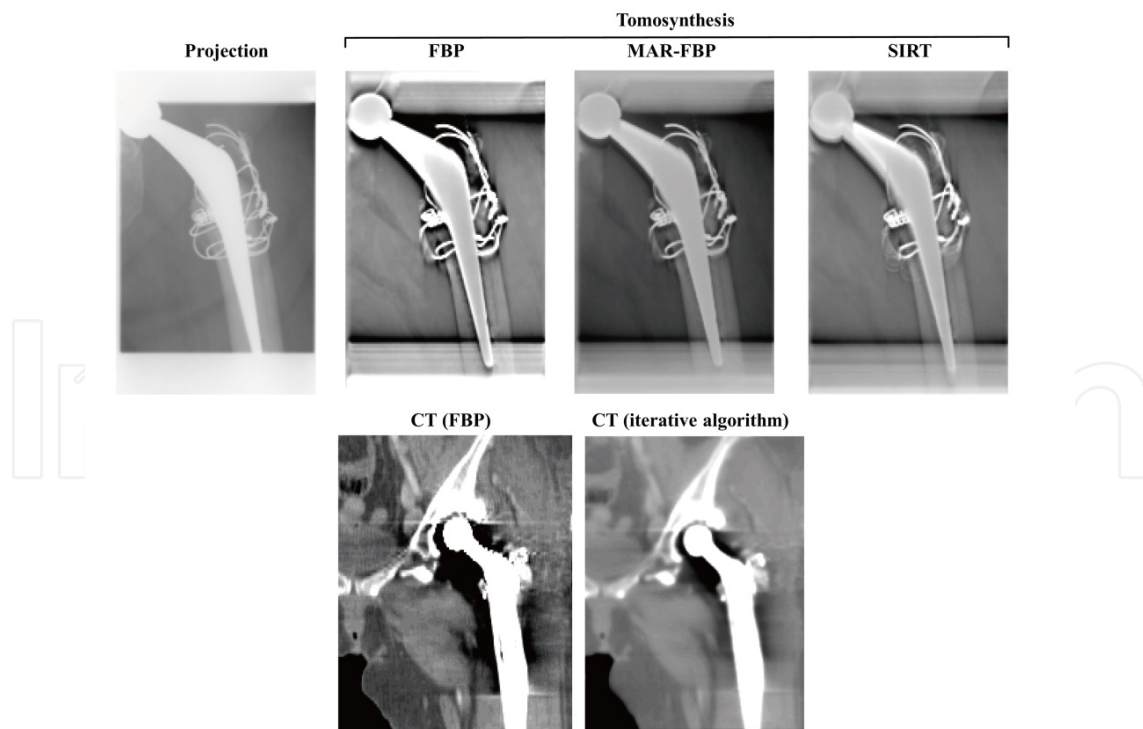 Tomosynthesis
Projection FBP MAR-FBP SIRT
CT (FBP) CT (iterative algorithm)